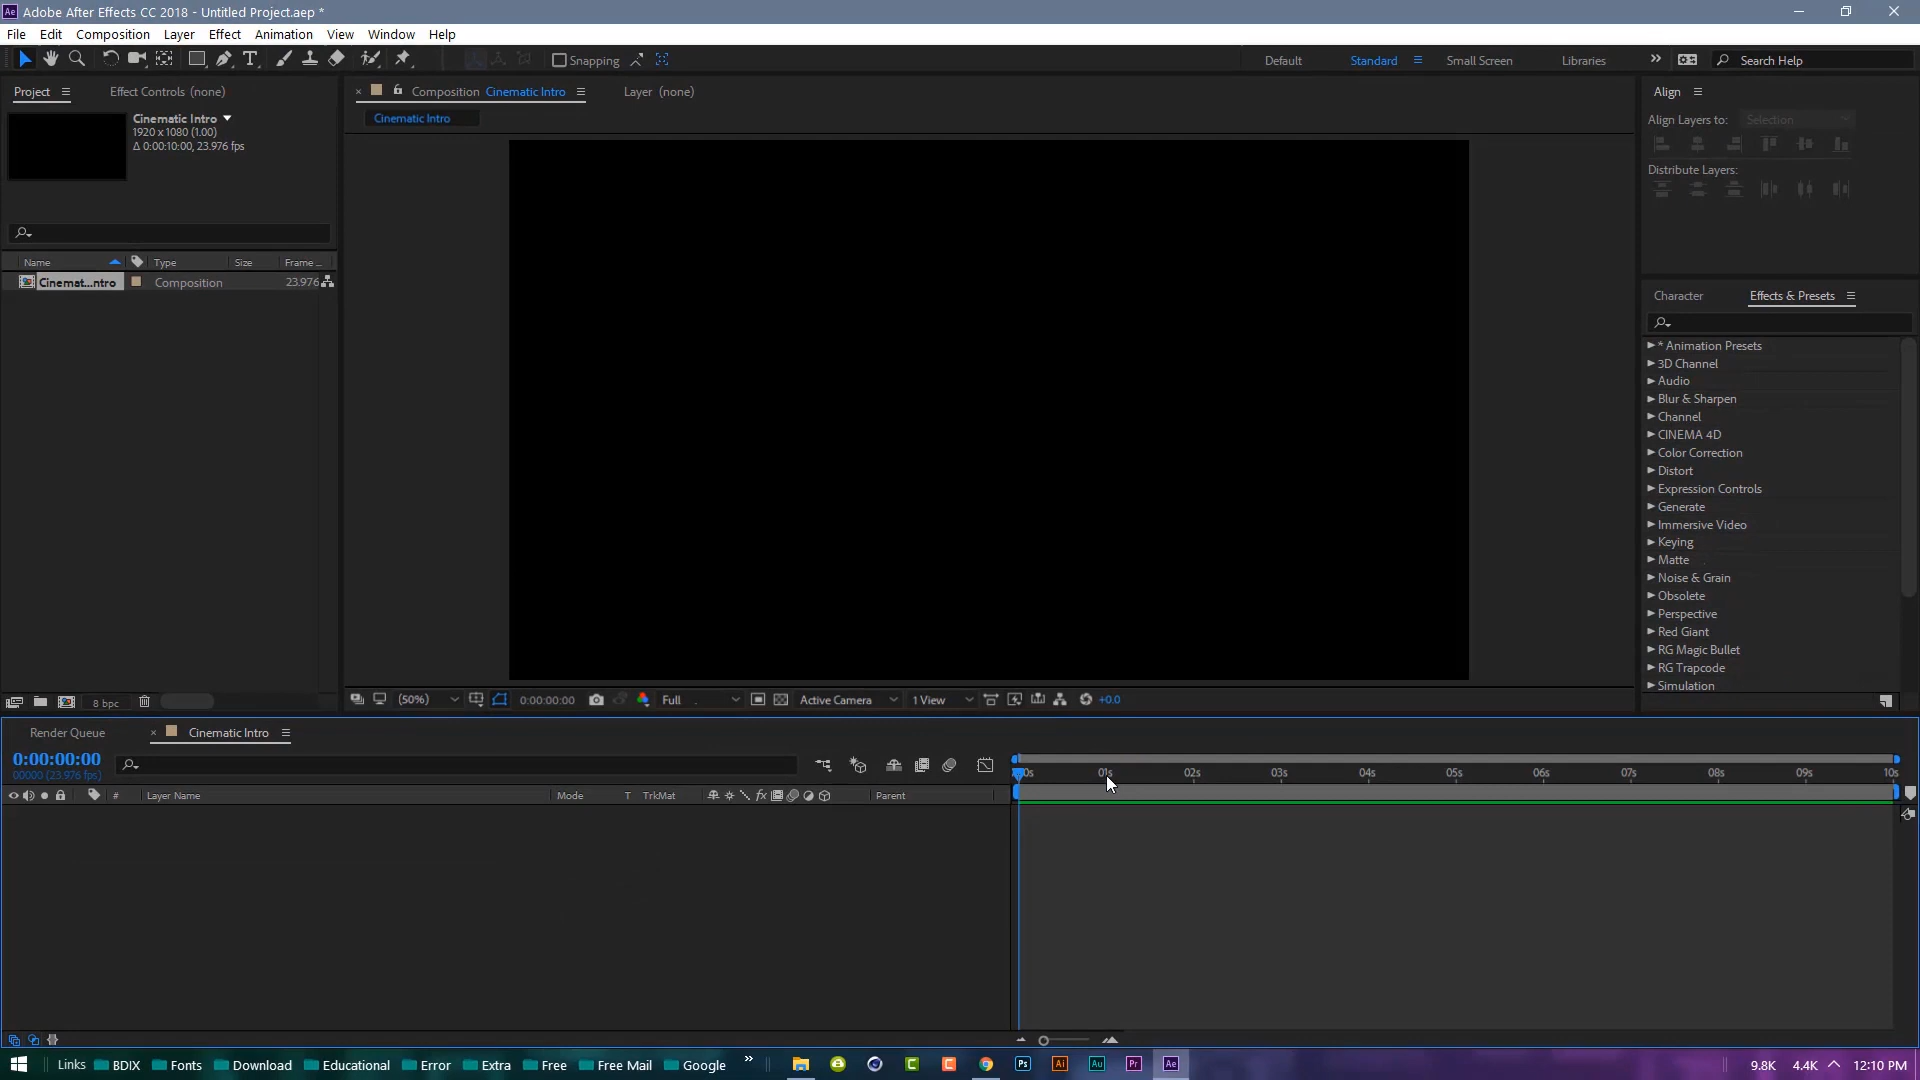 Adobe After Effects CC 2018 - Untitled Project.aep *
File Edit Composition Layer Effect Animation View Window Help
Snapping Default Standard Small Screen Libraries Search Help
Project Effect Controls (none) Composition Cinematic Intro Layer (none) Align
Cinematic Intro
1920 x 1080 (1.00)
Δ 0:00:10:00, 23.976 fps
Cinematic Intro
Align Layers to: Selection
Distribute Layers:
Name Type Size Frame ...
Cinemat...ntro Composition 23.976
Character Effects & Presets
* Animation Presets
3D Channel
Audio
Blur & Sharpen
Channel
CINEMA 4D
Color Correction
Distort
Expression Controls
Generate
Immersive Video
Keying
Matte
Noise & Grain
Obsolete
Perspective
Red Giant
RG Magic Bullet
RG Trapcode
Simulation
8 bpc (50%) 0:00:00:00 Full Active Camera 1 View +0.0
Render Queue Cinematic Intro
0:00:00:00
00000 (23.976 fps)
0s 01s 02s 03s 04s 05s 06s 07s 08s 09s 10s
# Layer Name Mode T TrkMat fx Parent
Links BDIX Fonts Download Educational Error Extra Free Free Mail Google » Ps Ai Au Pr Ae 9.8K 4.4K 12:10 PM